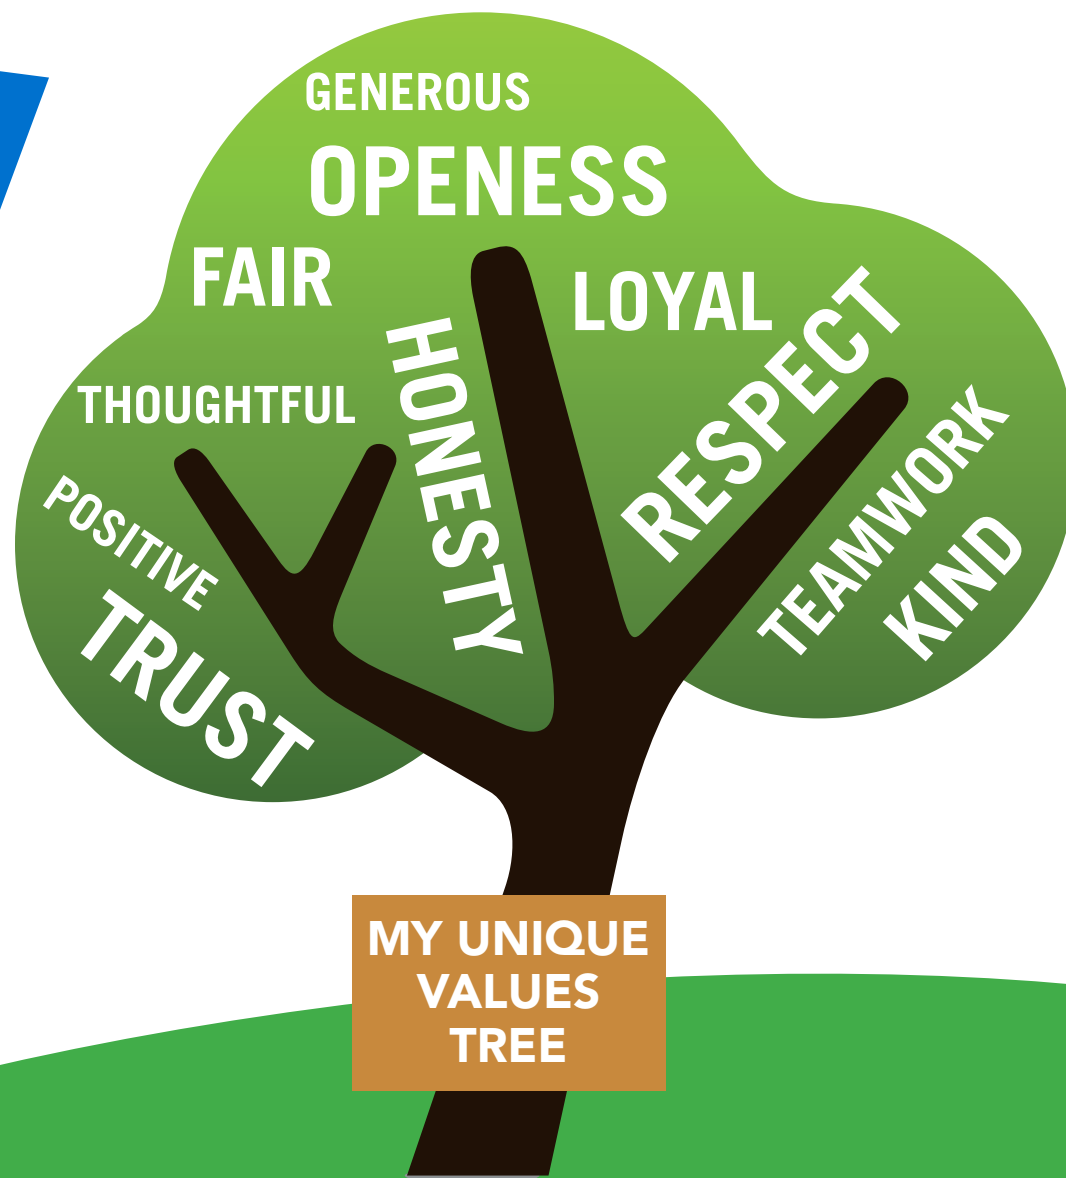 GENEROUS
OPENESS
FAIR
LOYAL
RESPECT
HONESTY
THOUGHTFUL
TEAMWORK
POSITIVE
KIND
TRUST
MY UNIQUE
VALUES
TREE